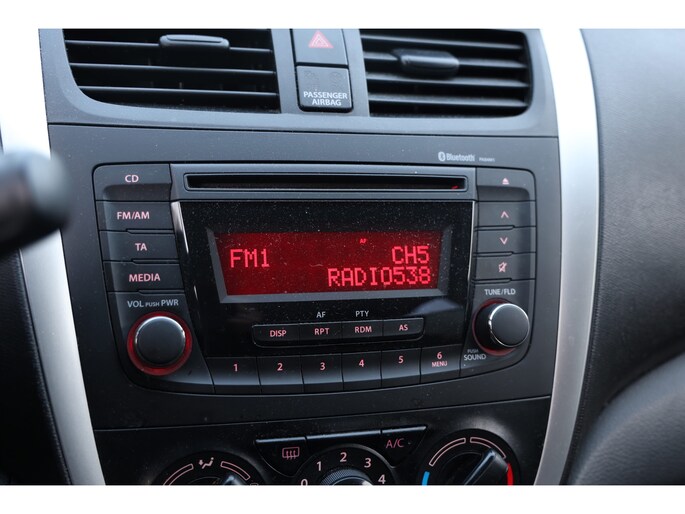 PASSENGER
AIRBAG
Bluetooth
CD
FM/AM
TA
MEDIA
VOL PUSH PWR
FM1 AF CH5
RADIO538
TUNE/FLD
AF PTY
DISP RPT RDM AS
1 2 3 4 5 6
MENU
PUSH
SOUND
A/C
0 1 2 3 4